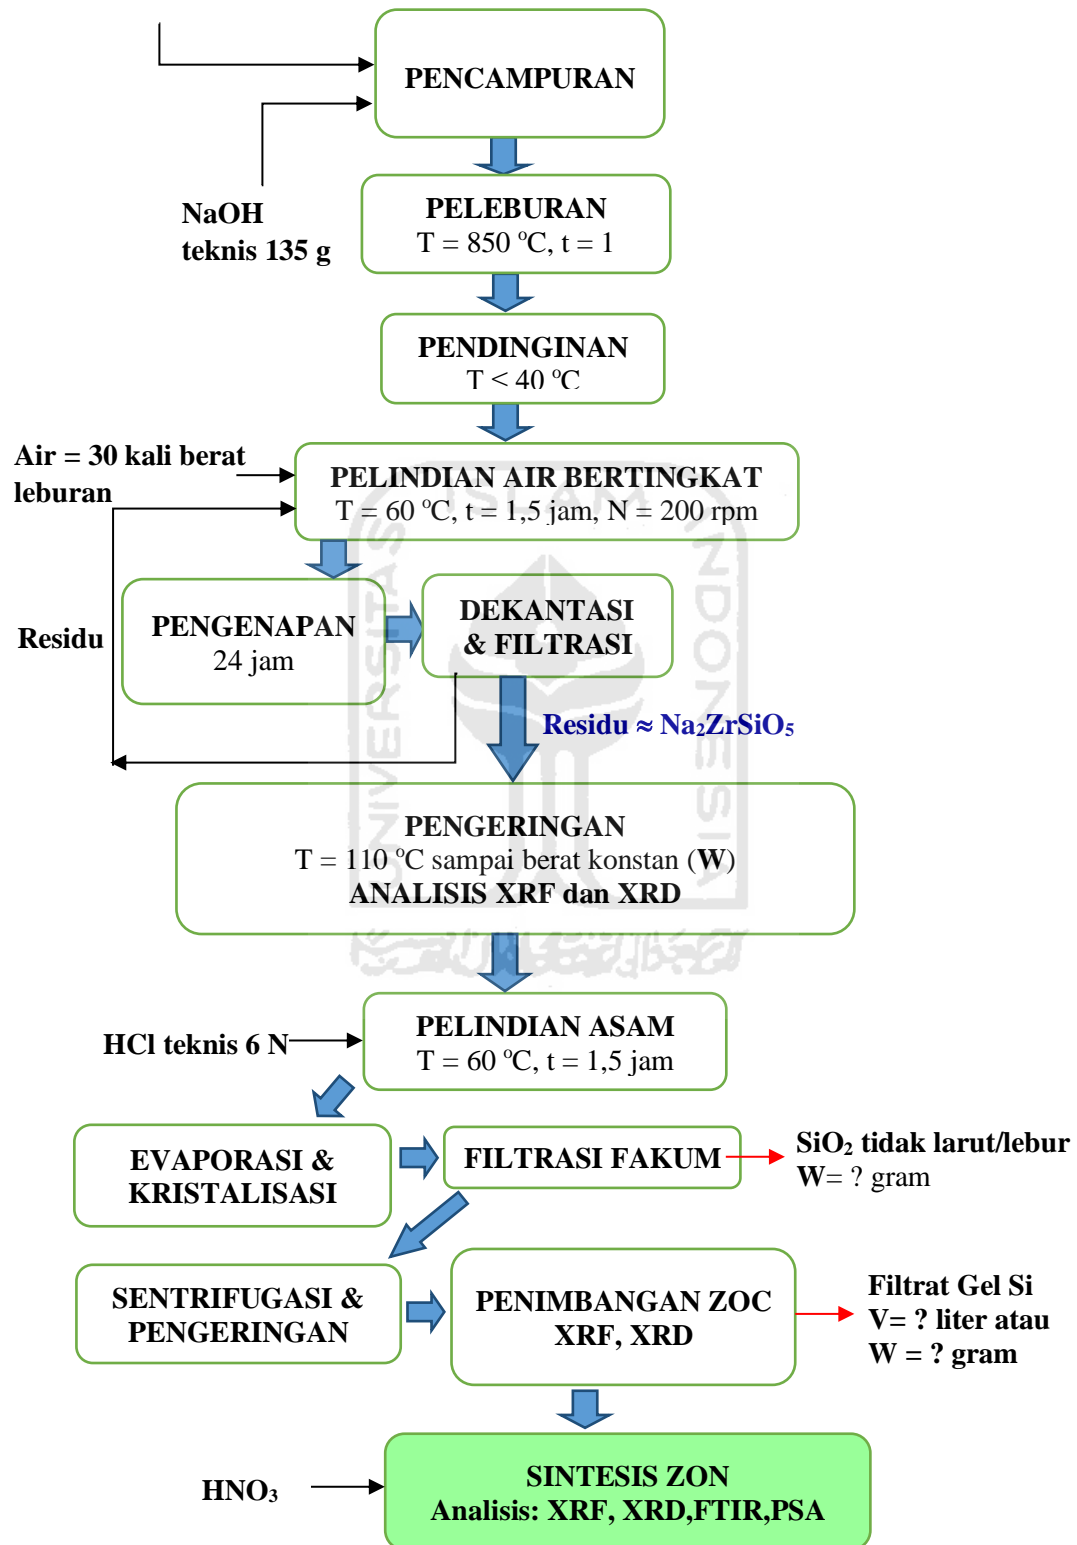 PENCAMPURAN
NaOH
teknis 135 g
PELEBURAN
T = 850 °C, t = 1
PENDINGINAN
T < 40 °C
Air = 30 kali berat
leburan
PELINDIAN AIR BERTINGKAT
T = 60 °C, t = 1,5 jam, N = 200 rpm
Residu
PENGENAPAN
24 jam
DEKANTASI
& FILTRASI
Residu ≈ Na₂ZrSiO₅
PENGERINGAN
T = 110 °C sampai berat konstan (W)
ANALISIS XRF dan XRD
HCl teknis 6 N
PELINDIAN ASAM
T = 60 °C, t = 1,5 jam
EVAPORASI &
KRISTALISASI
FILTRASI FAKUM
SiO₂ tidak larut/lebur
W= ? gram
SENTRIFUGASI &
PENGERINGAN
PENIMBANGAN ZOC
XRF, XRD
Filtrat Gel Si
V= ? liter atau
W = ? gram
HNO₃
SINTESIS ZON
Analisis: XRF, XRD,FTIR,PSA
UNIVERSITAS
ISLAM
INDONESIA